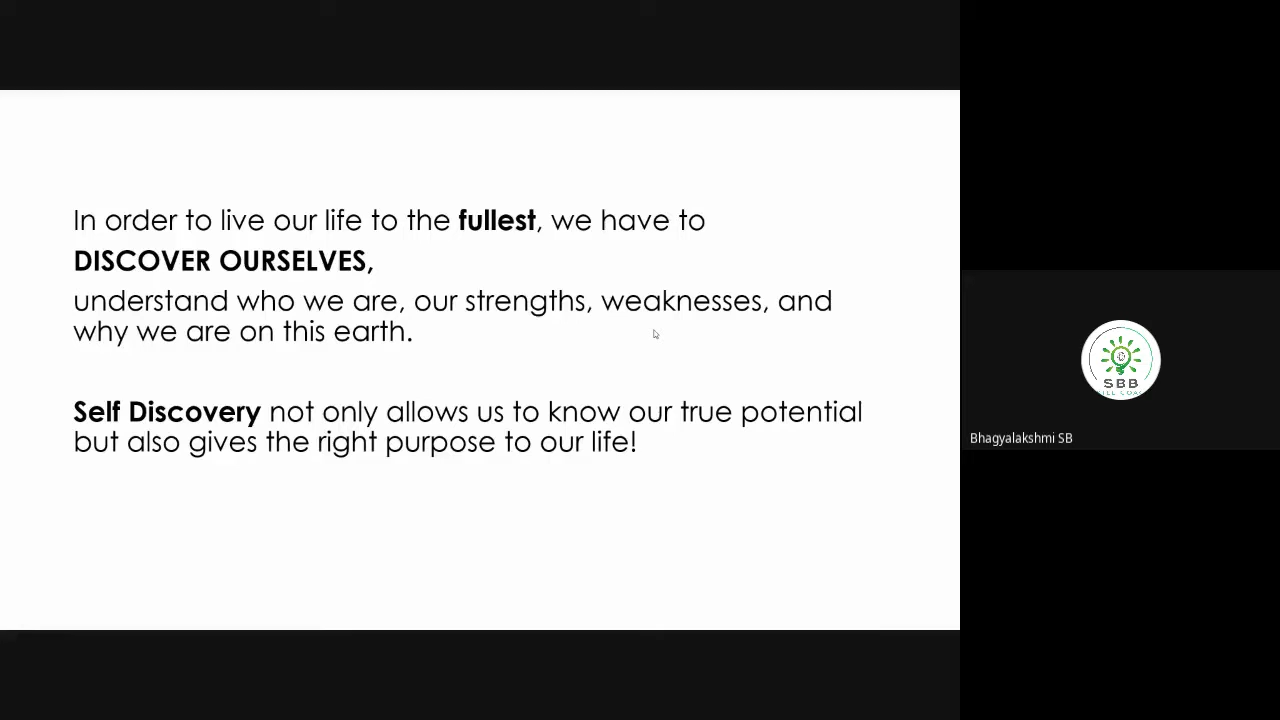 In order to live our life to the fullest, we have to
DISCOVER OURSELVES,
understand who we are, our strengths, weaknesses, and
why we are on this earth.
Self Discovery not only allows us to know our true potential
but also gives the right purpose to our life!
SBB
Bhagyalakshmi SB